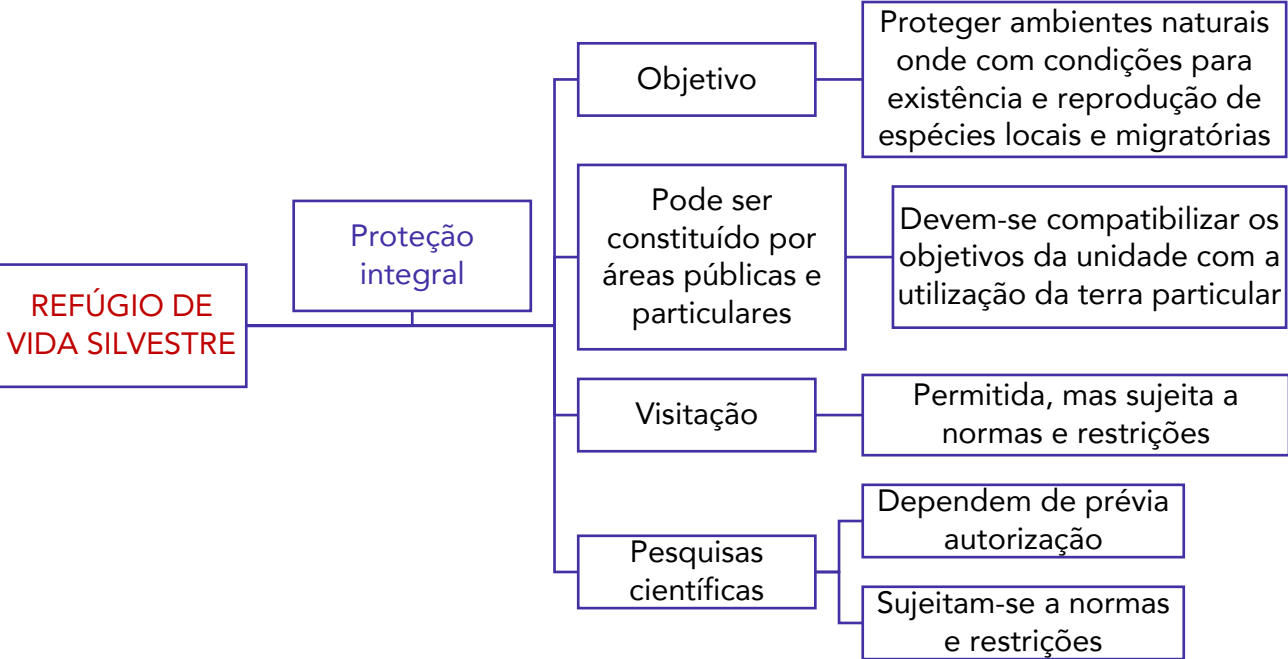 REFÚGIO DE
VIDA SILVESTRE
Proteção
integral
Objetivo
Proteger ambientes naturais
onde com condições para
existência e reprodução de
espécies locais e migratórias
Pode ser
constituído por
áreas públicas e
particulares
Devem-se compatibilizar os
objetivos da unidade com a
utilização da terra particular
Visitação
Permitida, mas sujeita a
normas e restrições
Pesquisas
científicas
Dependem de prévia
autorização
Sujeitam-se a normas
e restrições